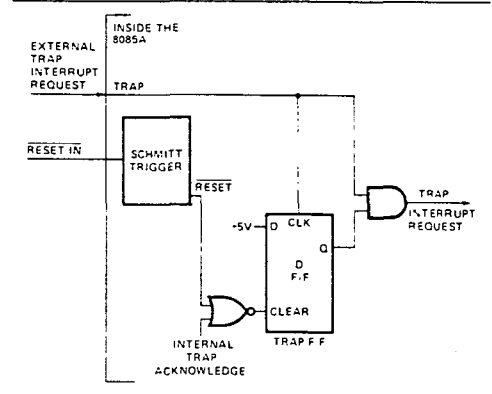 INSIDE THE
8085A
EXTERNAL
TRAP
INTERRUPT
REQUEST
TRAP
RESET IN
SCHMITT
TRIGGER
RESET
+5V
D
CLK
Q
D
F/F
CLEAR
TRAP F F
INTERNAL
TRAP
ACKNOWLEDGE
TRAP
INTERRUPT
REQUEST